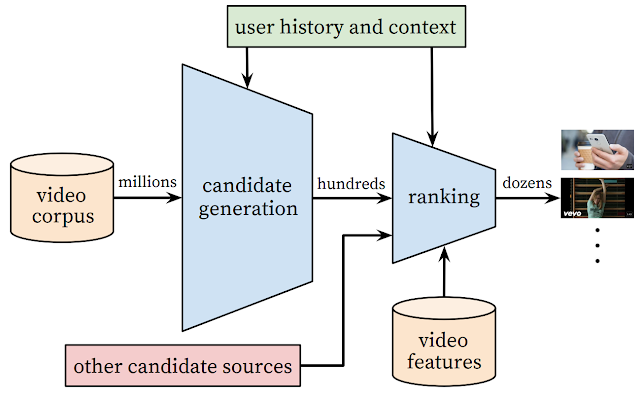 user history and context
video
corpus
millions
candidate
generation
hundreds
ranking
dozens
vevo
other candidate sources
video
features